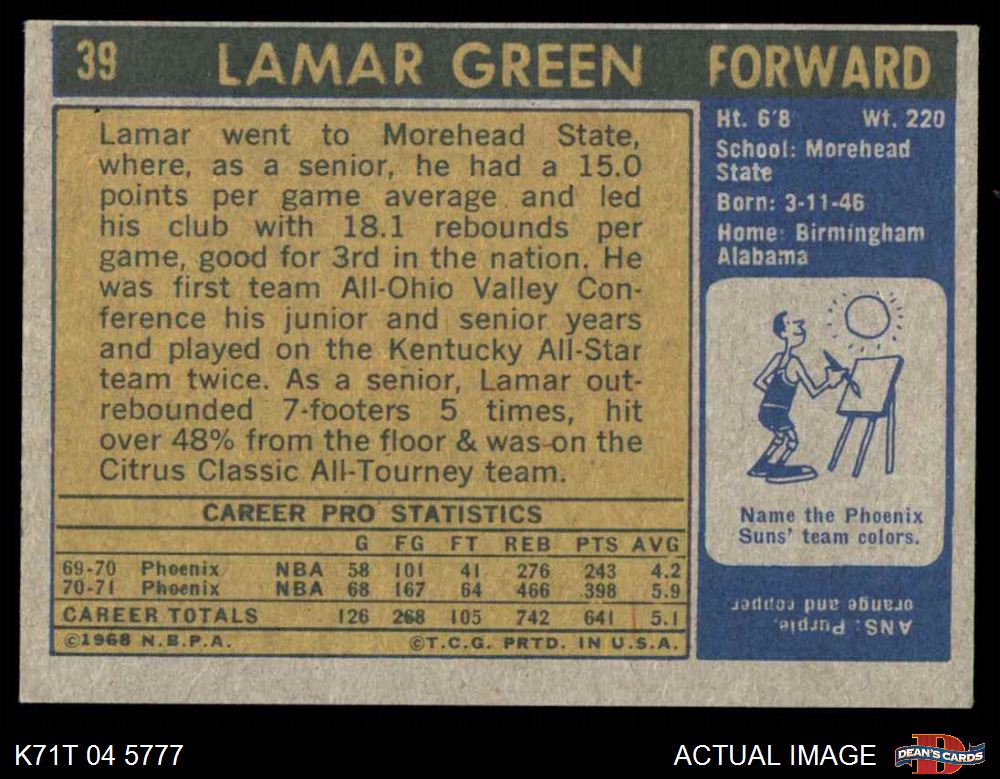 39 LAMAR GREEN FORWARD
Lamar went to Morehead State,
where, as a senior, he had a 15.0
points per game average and led
his club with 18.1 rebounds per
game, good for 3rd in the nation. He
was first team All-Ohio Valley Con-
ference his junior and senior years
and played on the Kentucky All-Star
team twice. As a senior, Lamar out-
rebounded 7-footers 5 times, hit
over 48% from the floor & was on the
Citrus Classic All-Tourney team.
Ht. 6'8 Wt. 220
School: Morehead
State
Born: 3-11-46
Home: Birmingham
Alabama
Name the Phoenix
Suns' team colors.
ANS: Purple,
orange and copper
CAREER PRO STATISTICS
G FG FT REB PTS AVG
69-70 Phoenix NBA 58 101 41 276 243 4.2
70-71 Phoenix NBA 68 167 64 466 398 5.9
CAREER TOTALS 126 268 105 742 641 5.1
©1968 N.B.P.A. ©T.C.G. PRTD. IN U.S.A.
K71T 04 5777 ACTUAL IMAGE DEAN'S CARDS